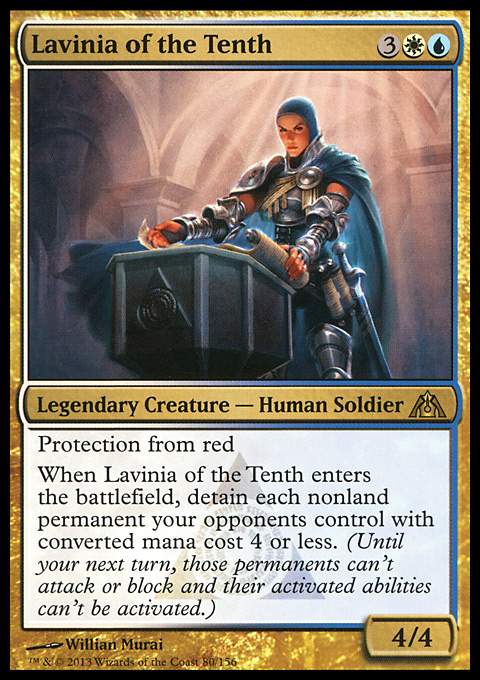 Lavinia of the Tenth 3
Legendary Creature — Human Soldier
Protection from red
When Lavinia of the Tenth enters
the battlefield, detain each nonland
permanent your opponents control with
converted mana cost 4 or less. (Until
your next turn, those permanents can't
attack or block and their activated abilities
can't be activated.)
4/4
Willian Murai
™ & © 2013 Wizards of the Coast 80/156